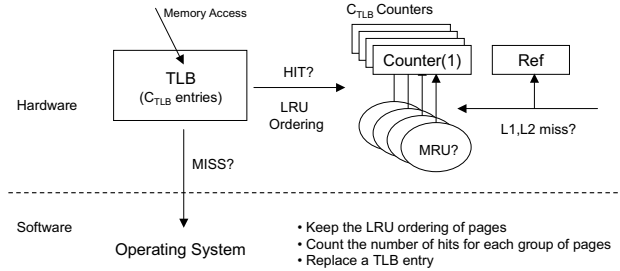 Memory Access
C_TLB Counters
TLB
(C_TLB entries)
HIT?
LRU
Ordering
Counter(1)
Ref
Hardware
L1,L2 miss?
MRU?
MISS?
Software
Operating System
• Keep the LRU ordering of pages
• Count the number of hits for each group of pages
• Replace a TLB entry